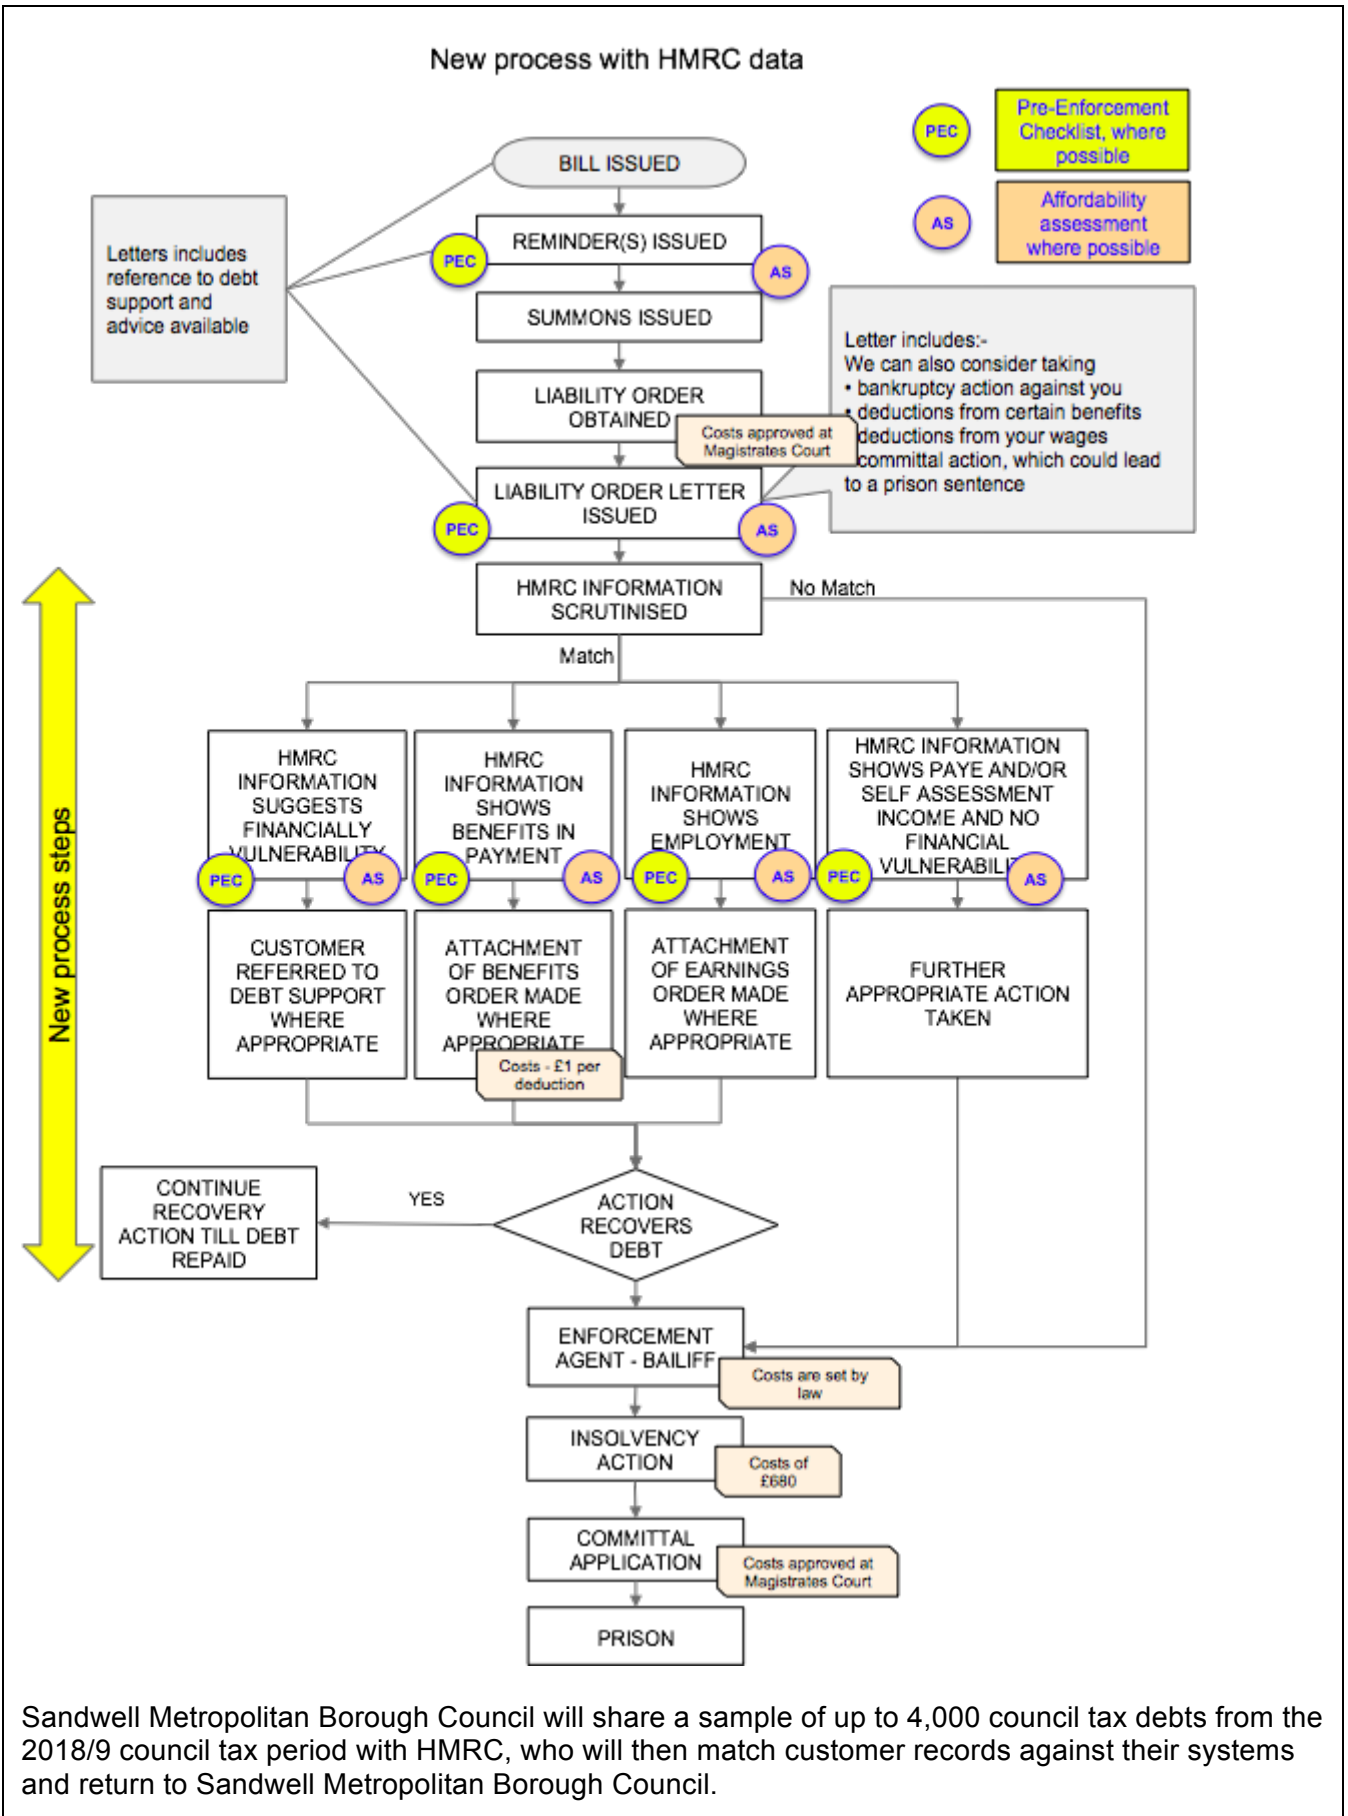 New process with HMRC data
PEC
Pre-Enforcement
Checklist, where
possible
AS
Affordability
assessment
where possible
BILL ISSUED
Letters includes
reference to debt
support and
advice available
REMINDER(S) ISSUED
PEC
AS
SUMMONS ISSUED
Letter includes:-
We can also consider taking
• bankruptcy action against you
• deductions from certain benefits
deductions from your wages
committal action, which could lead
to a prison sentence
LIABILITY ORDER
OBTAINED
Costs approved at
Magistrates Court
LIABILITY ORDER LETTER
ISSUED
PEC
AS
HMRC INFORMATION
SCRUTINISED
No Match
Match
New process steps
HMRC
INFORMATION
SUGGESTS
FINANCIALLY
VULNERABILITY
PEC
AS
HMRC
INFORMATION
SHOWS
BENEFITS IN
PAYMENT
PEC
AS
HMRC
INFORMATION
SHOWS
EMPLOYMENT
PEC
AS
HMRC INFORMATION
SHOWS PAYE AND/OR
SELF ASSESSMENT
INCOME AND NO
FINANCIAL
VULNERABILI
PEC
AS
CUSTOMER
REFERRED TO
DEBT SUPPORT
WHERE
APPROPRIATE
ATTACHMENT
OF BENEFITS
ORDER MADE
WHERE
APPROPRIATE
Costs - £1 per
deduction
ATTACHMENT
OF EARNINGS
ORDER MADE
WHERE
APPROPRIATE
FURTHER
APPROPRIATE ACTION
TAKEN
CONTINUE
RECOVERY
ACTION TILL DEBT
REPAID
YES
ACTION
RECOVERS
DEBT
ENFORCEMENT
AGENT - BAILIFF
Costs are set by
law
INSOLVENCY
ACTION
Costs of
£680
COMMITTAL
APPLICATION
Costs approved at
Magistrates Court
PRISON
Sandwell Metropolitan Borough Council will share a sample of up to 4,000 council tax debts from the
2018/9 council tax period with HMRC, who will then match customer records against their systems
and return to Sandwell Metropolitan Borough Council.